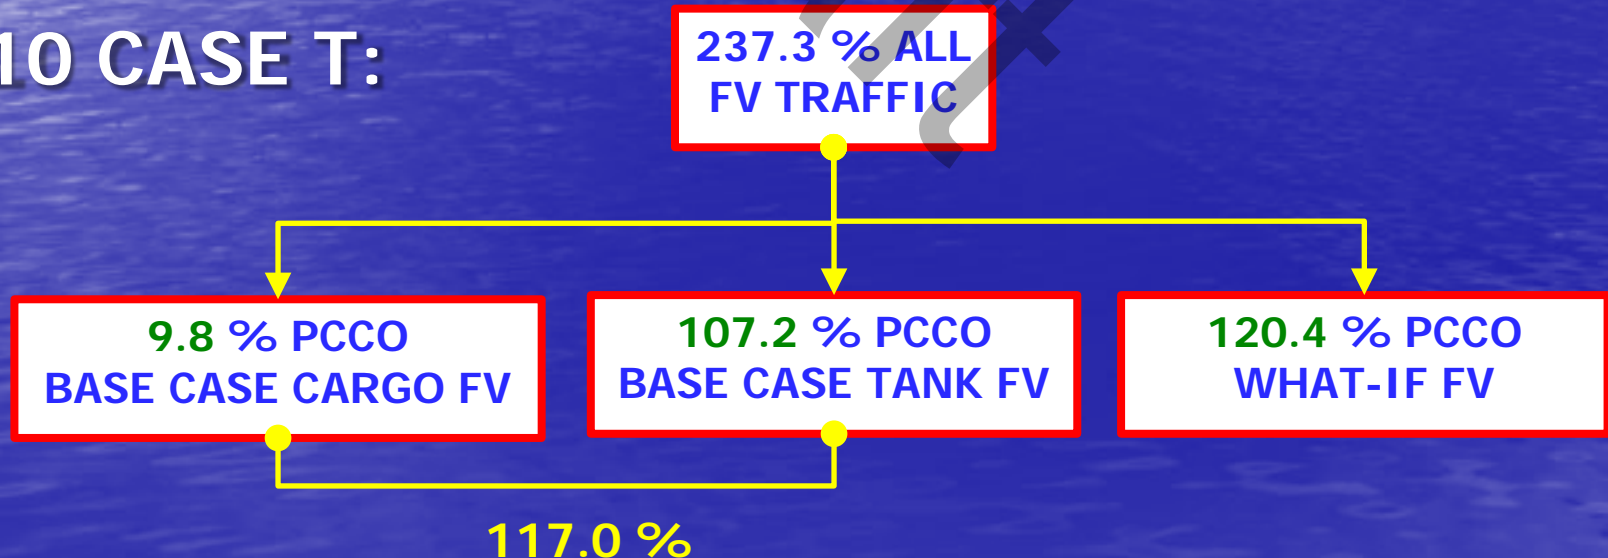 10 CASE T:
237.3 % ALL
FV TRAFFIC
9.8 % PCCO
BASE CASE CARGO FV
107.2 % PCCO
BASE CASE TANK FV
120.4 % PCCO
WHAT-IF FV
117.0 %